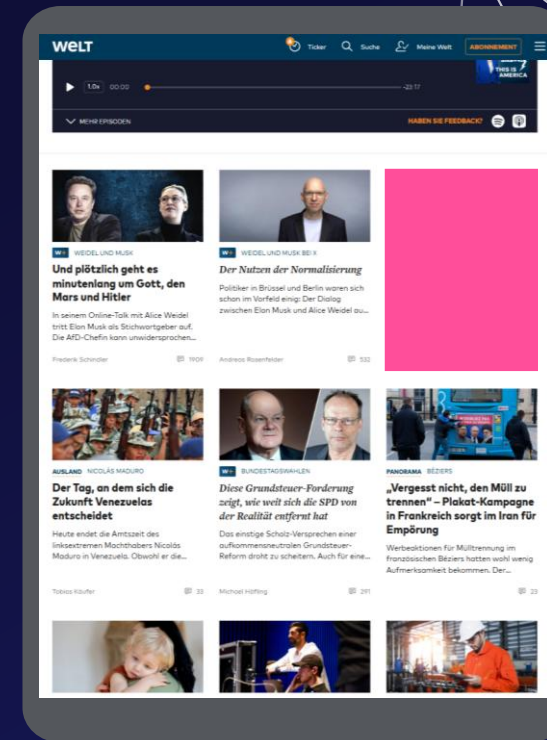 WELT
Ticker
Suche
Meine Welt
ABONNEMENT
THIS IS
AMERICA
1.0x 00:00
-23:17
MEHR EPISODEN
HABEN SIE FEEDBACK?
W+ WEIDEL UND MUSK
Und plötzlich geht es
minutenlang um Gott, den
Mars und Hitler
In seinem Online-Talk mit Alice Weidel
tritt Elon Musk als Stichwortgeber auf.
Die AfD-Chefin kann unwidersprochen...
Frederik Schindler
1909
W+ WEIDEL UND MUSK BEI X
Der Nutzen der Normalisierung
Politiker in Brüssel und Berlin waren sich
schon im Vorfeld einig: Der Dialog
zwischen Elon Musk und Alice Weidel au...
Andreas Rosenfelder
532
AUSLAND NICOLÁS MADURO
Der Tag, an dem sich die
Zukunft Venezuelas
entscheidet
Heute endet die Amtszeit des
linksextremen Machthabers Nicolás
Maduro in Venezuela. Obwohl er die...
Tobias Käufer
33
W+ BUNDESTAGSWAHLEN
Diese Grundsteuer-Forderung
zeigt, wie weit sich die SPD von
der Realität entfernt hat
Das einstige Scholz-Versprechen einer
aufkommensneutralen Grundsteuer-
Reform droht zu scheitern. Auch für eine...
Michael Höfling
291
PANORAMA BÉZIERS
„Vergesst nicht, den Müll zu
trennen“ – Plakat-Kampagne
in Frankreich sorgt im Iran für
Empörung
Werbeaktionen für Mülltrennung im
französischen Béziers hatten wohl wenig
Aufmerksamkeit bekommen. Der...
23